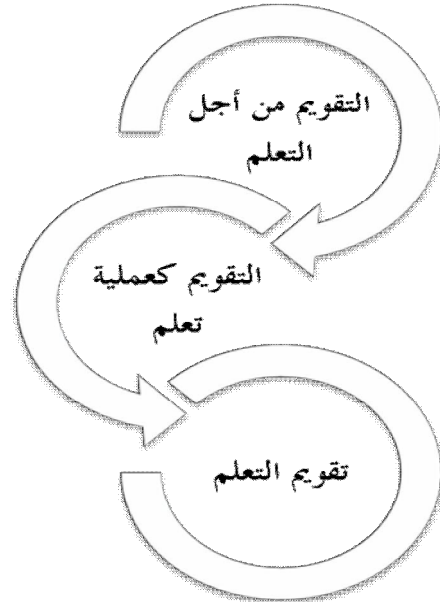 التقويم من أجل
التعلم
التقويم كعملية
تعلم
تقويم التعلم